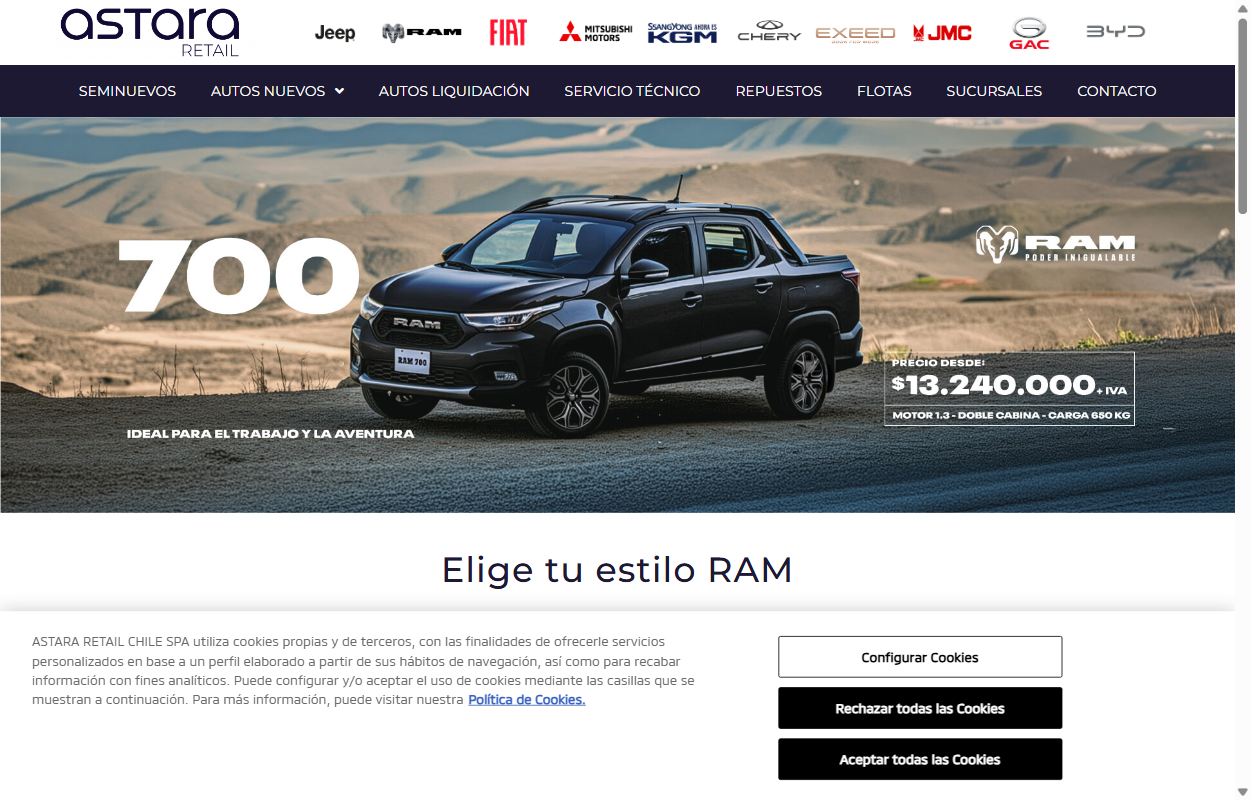 astara
RETAIL
Jeep
RAM
FIAT
MITSUBISHI
MOTORS
SSANGYONG AHORA ES
KGM
CHERY
EXEED
JMC
GAC
BYD
SEMINUEVOS
AUTOS NUEVOS
AUTOS LIQUIDACIÓN
SERVICIO TÉCNICO
REPUESTOS
FLOTAS
SUCURSALES
CONTACTO
700
RAM
PODER INIGUALABLE
RAM
RAM 700
PRECIO DESDE:
$13.240.000 + IVA
MOTOR 1.3 - DOBLE CABINA - CARGA 650 KG
IDEAL PARA EL TRABAJO Y LA AVENTURA
Elige tu estilo RAM
ASTARA RETAIL CHILE SPA utiliza cookies propias y de terceros, con las finalidades de ofrecerle servicios
personalizados en base a un perfil elaborado a partir de sus hábitos de navegación, así como para recabar
información con fines analíticos. Puede configurar y/o aceptar el uso de cookies mediante las casillas que se
muestran a continuación. Para más información, puede visitar nuestra Política de Cookies.
Configurar Cookies
Rechazar todas las Cookies
Aceptar todas las Cookies